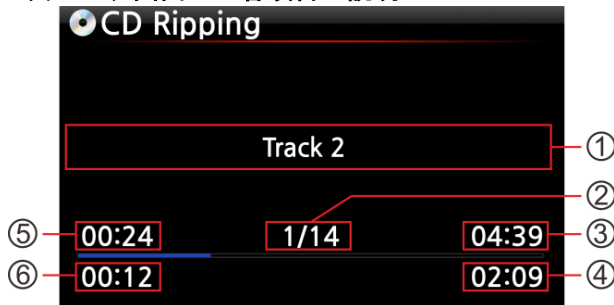 CD Ripping
Track 2
①
②
⑤ 00:24 1/14 04:39 ③
⑥ 00:12 02:09 ④